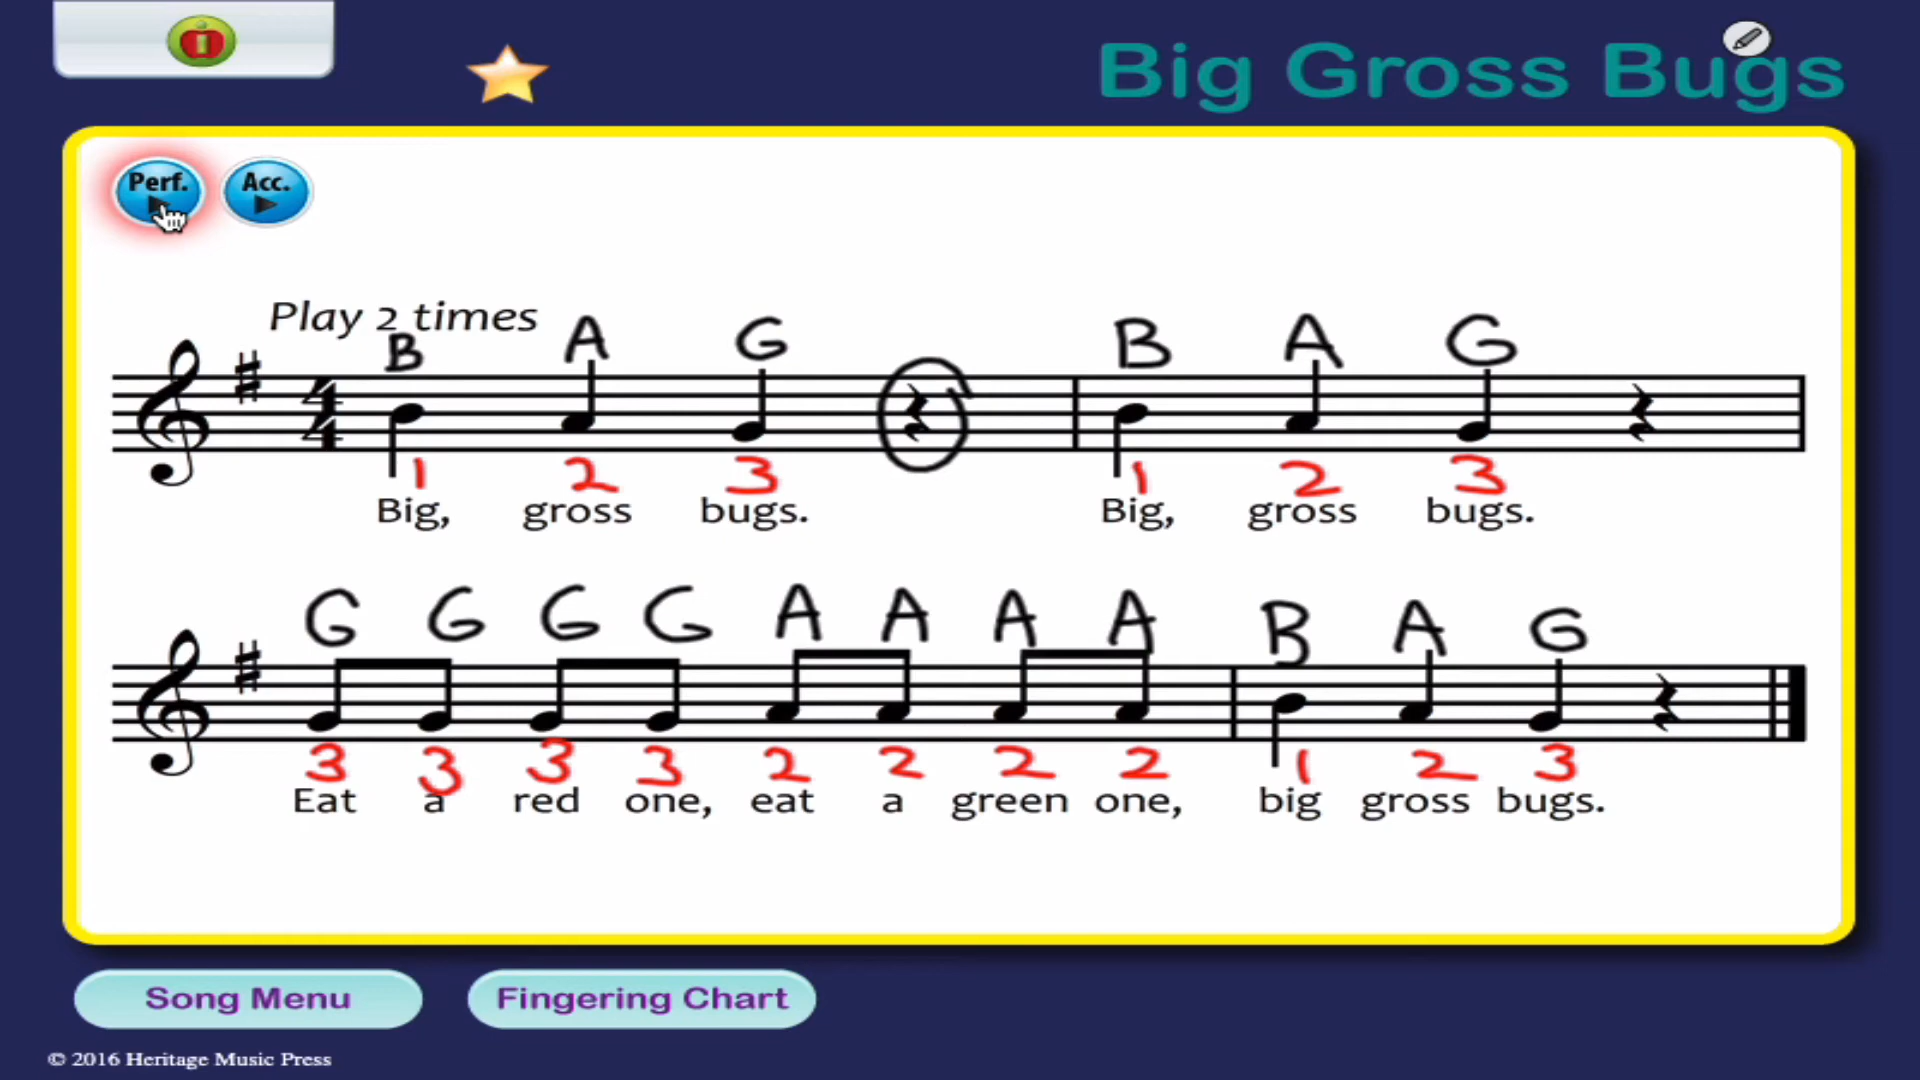 Big Gross Bugs
Perf. Acc.
Play 2 times
B A G B A G
4
4
1 2 3 1 2 3
Big, gross bugs. Big, gross bugs.
G G G G A A A A B A G
3 3 3 3 2 2 2 2 1 2 3
Eat a red one, eat a green one, big gross bugs.
Song Menu Fingering Chart
© 2016 Heritage Music Press